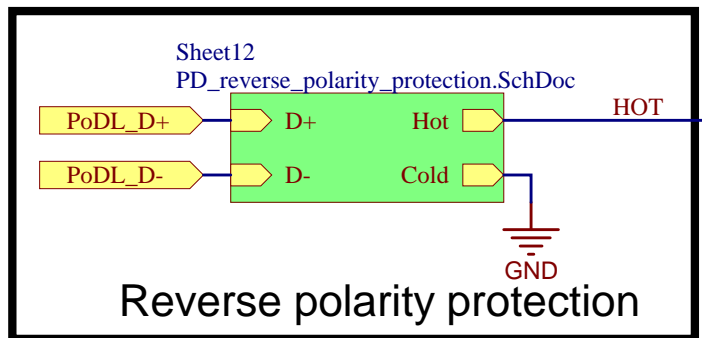 Sheet12
PD_reverse_polarity_protection.SchDoc
PoDL_D+ D+ Hot HOT
PoDL_D- D- Cold
GND
Reverse polarity protection